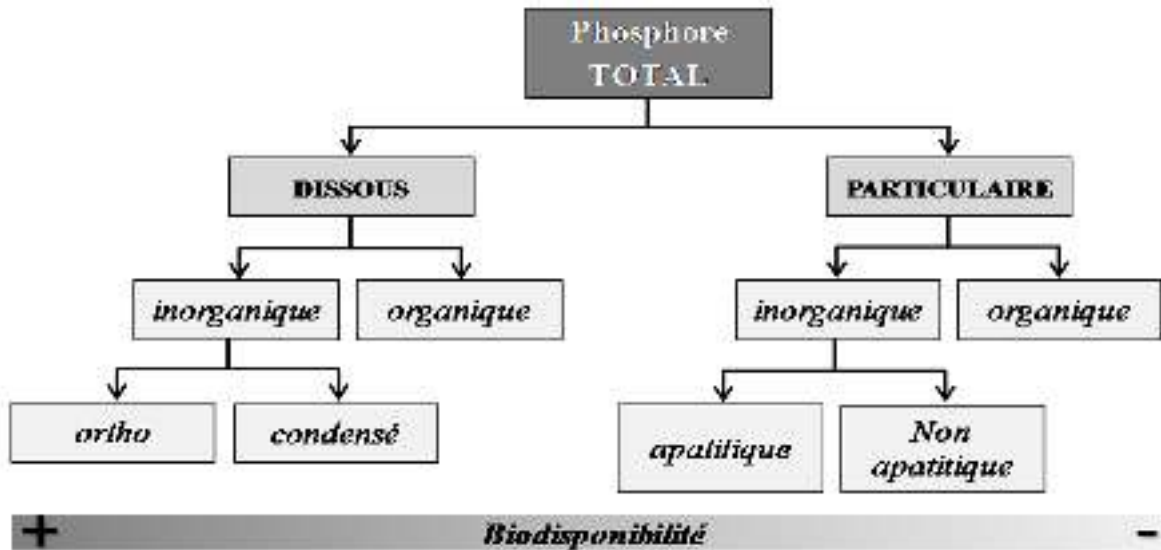 Phosphore
TOTAL
DISSOUS
PARTICULAIRE
inorganique
organique
inorganique
organique
ortho
condensé
apatitique
Non
apatitique
+ Biodisponibilité -